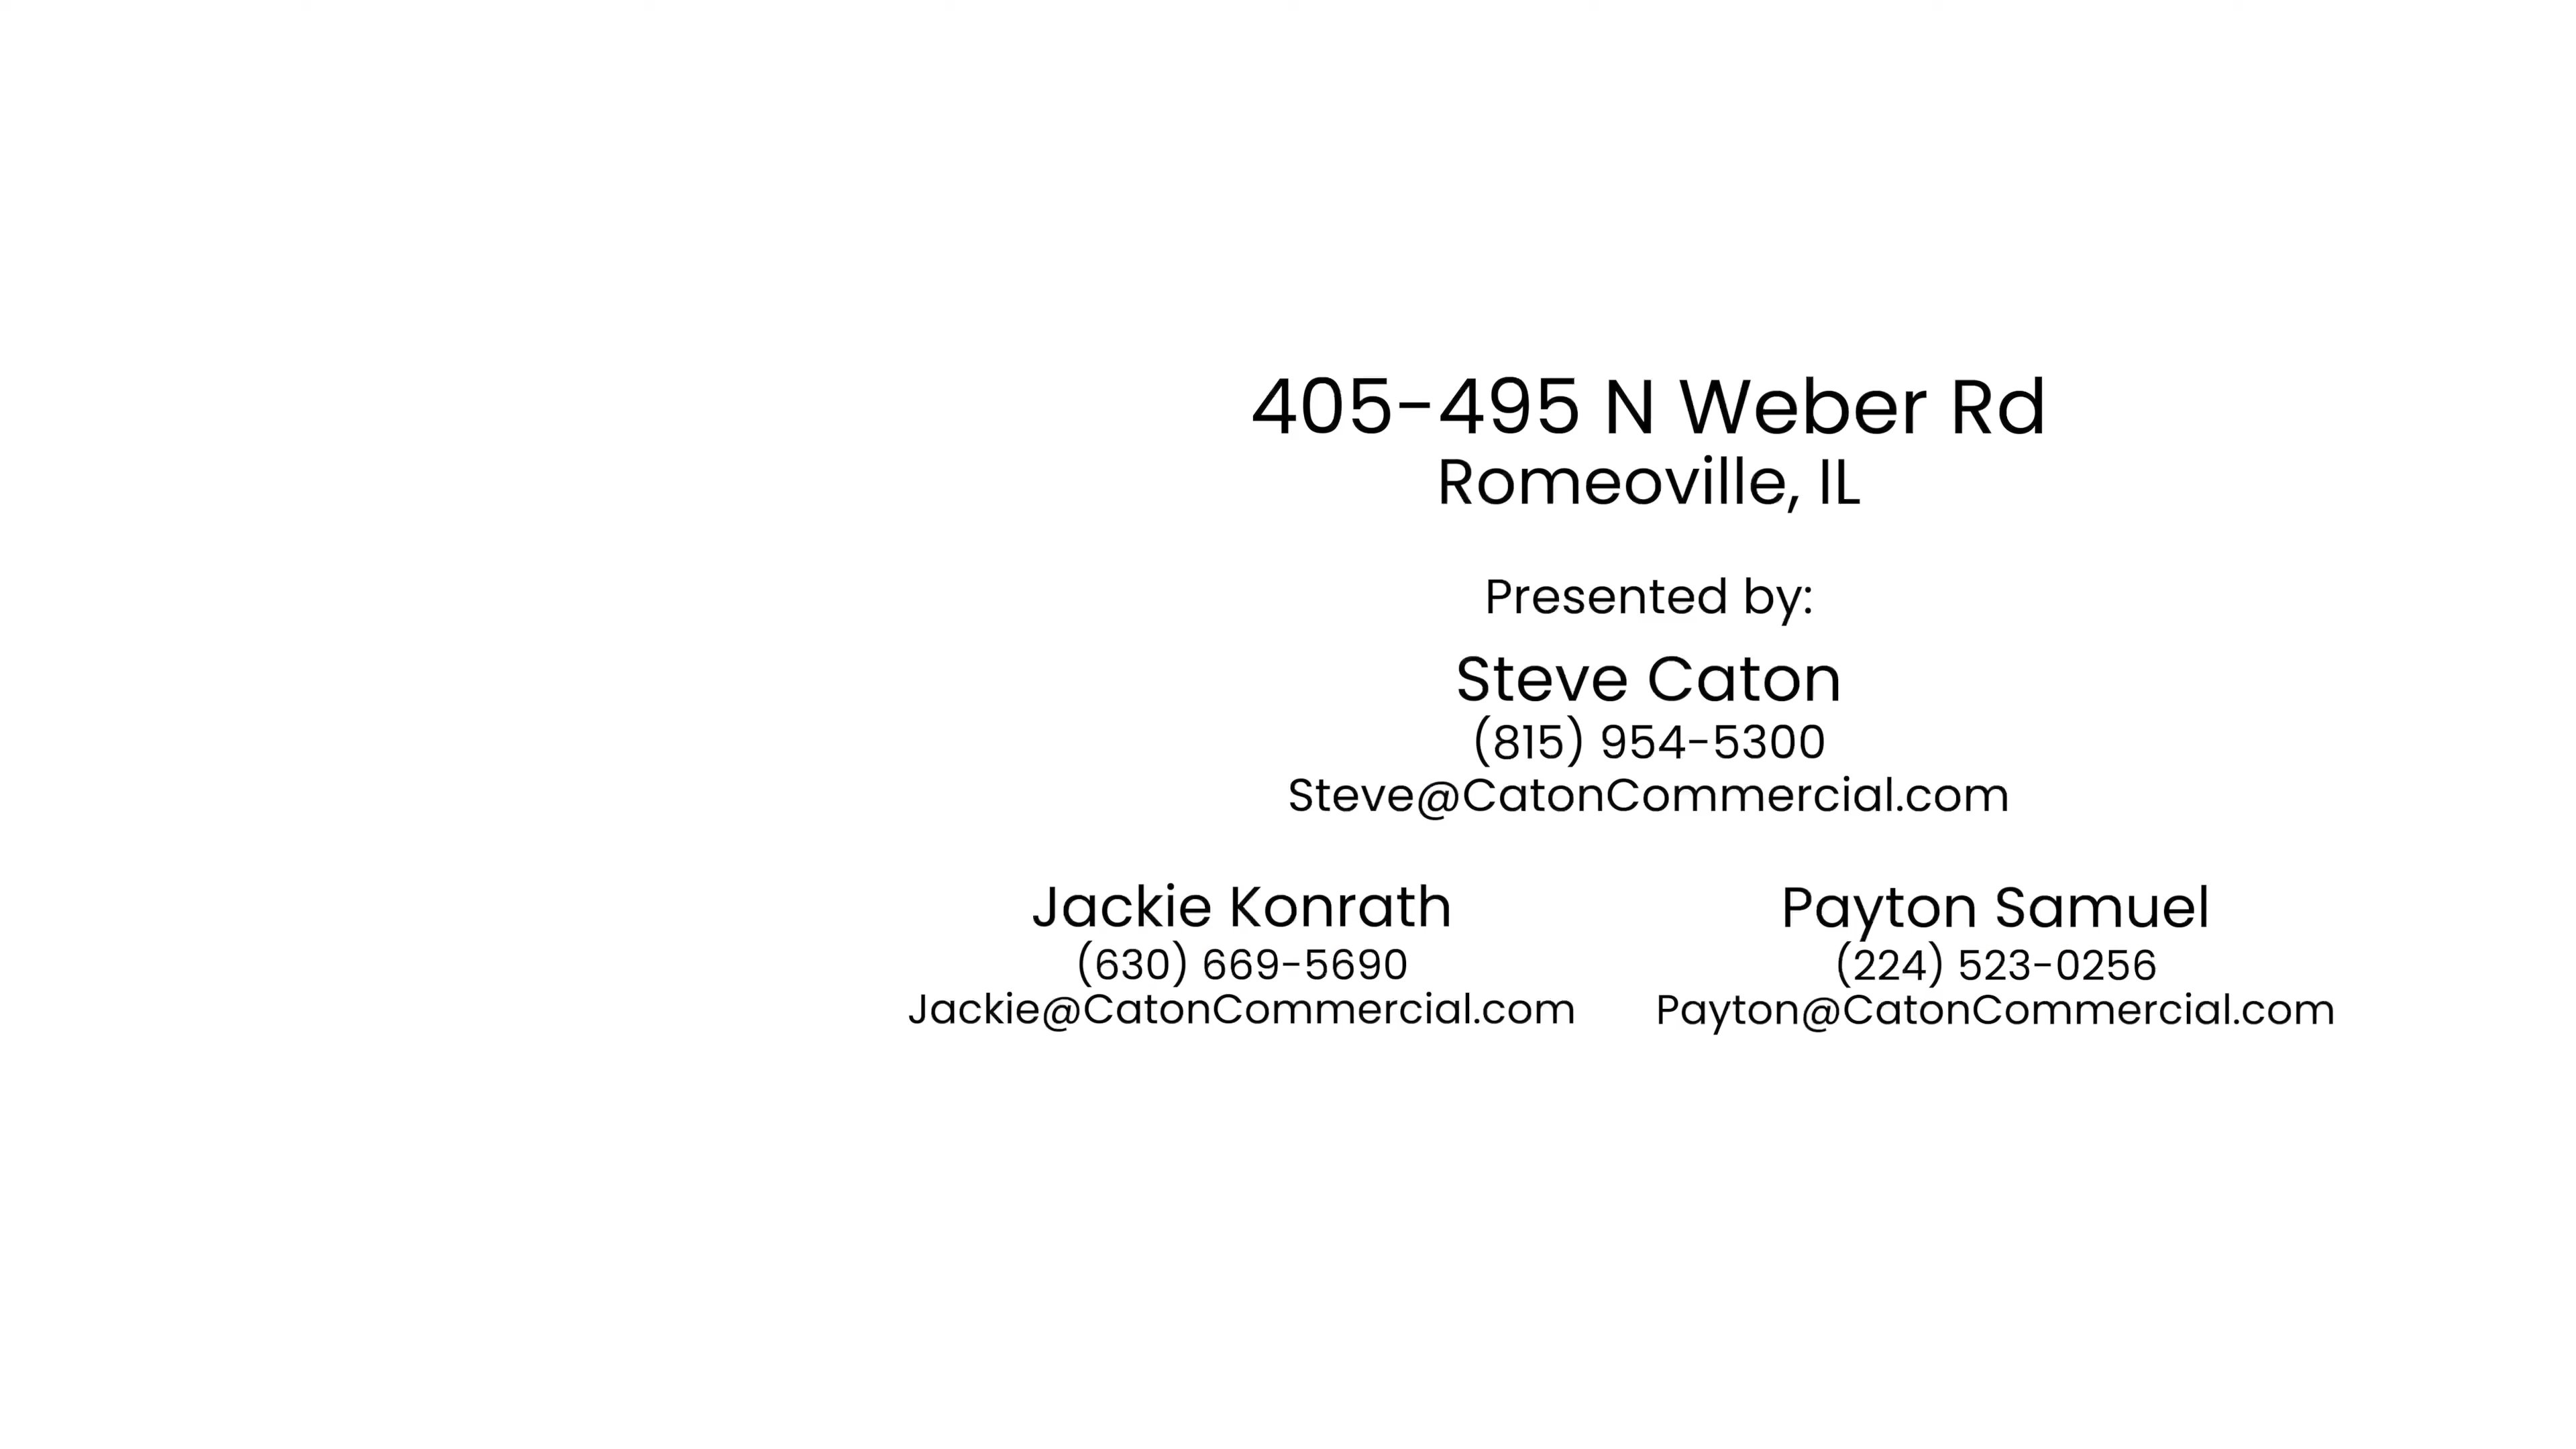 405-495 N Weber Rd
Romeoville, IL
Presented by:
Steve Caton
(815) 954-5300
Steve@CatonCommercial.com
Jackie Konrath
(630) 669-5690
Jackie@CatonCommercial.com
Payton Samuel
(224) 523-0256
Payton@CatonCommercial.com